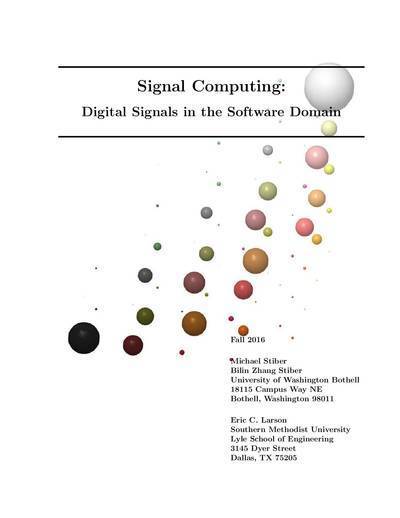 Signal Computing:
Digital Signals in the Software Domain
Fall 2016
Michael Stiber
Bilin Zhang Stiber
University of Washington Bothell
18115 Campus Way NE
Bothell, Washington 98011
Eric C. Larson
Southern Methodist University
Lyle School of Engineering
3145 Dyer Street
Dallas, TX 75205